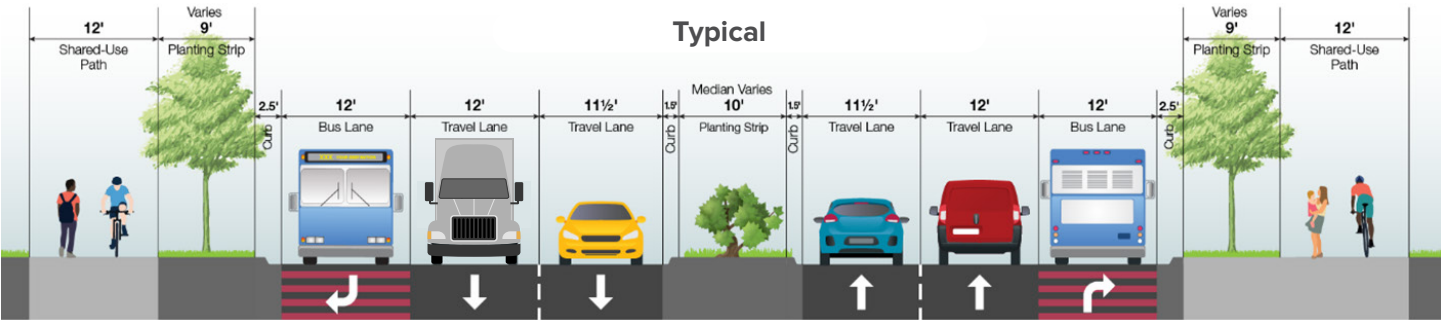 Typical
12'
Shared-Use
Path
Varies
9'
Planting Strip
2.5'
Curb
12'
Bus Lane
12'
Travel Lane
11½'
Travel Lane
1.5'
Curb
Median Varies
10'
Planting Strip
1.5'
Curb
11½'
Travel Lane
12'
Travel Lane
12'
Bus Lane
2.5'
Curb
Varies
9'
Planting Strip
12'
Shared-Use
Path